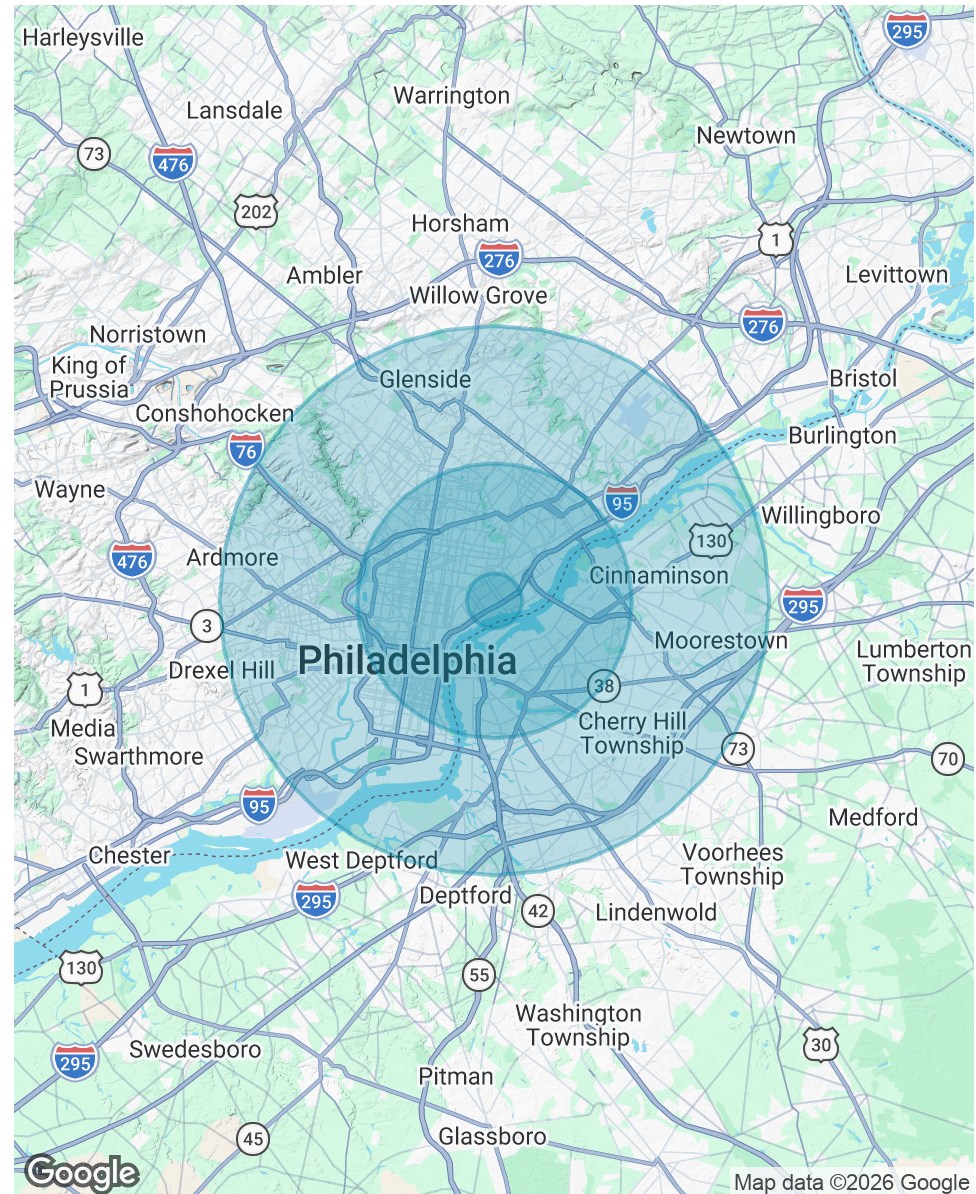 295
Harleysville
Warrington
Lansdale
Newtown
73
476
202
Horsham
1
276
Ambler
Levittown
Willow Grove
276
Norristown
King of
Prussia
Glenside
Bristol
Conshohocken
Burlington
76
Wayne
95
Willingboro
130
476
Ardmore
Cinnaminson
295
3
Moorestown
Philadelphia
Lumberton
Township
Drexel Hill
38
1
Media
Cherry Hill
Township
Swarthmore
73
70
95
Medford
Chester
West Deptford
Voorhees
Township
295
Deptford
42
Lindenwold
130
55
Washington
Township
30
Swedesboro
295
Pitman
45
Glassboro
Google
Map data ©2026 Google